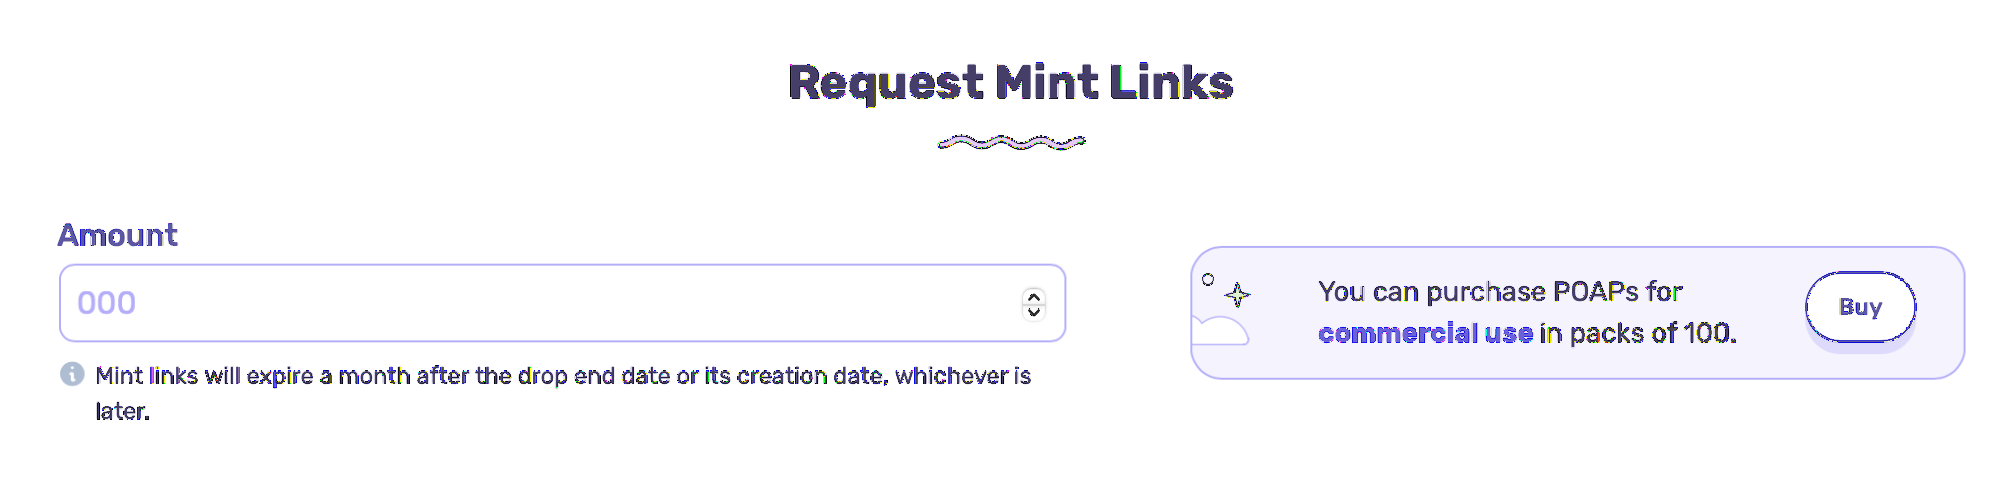 Request Mint Links
Amount
000
Mint links will expire a month after the drop end date or its creation date, whichever is
later.
You can purchase POAPs for
commercial use in packs of 100.
Buy